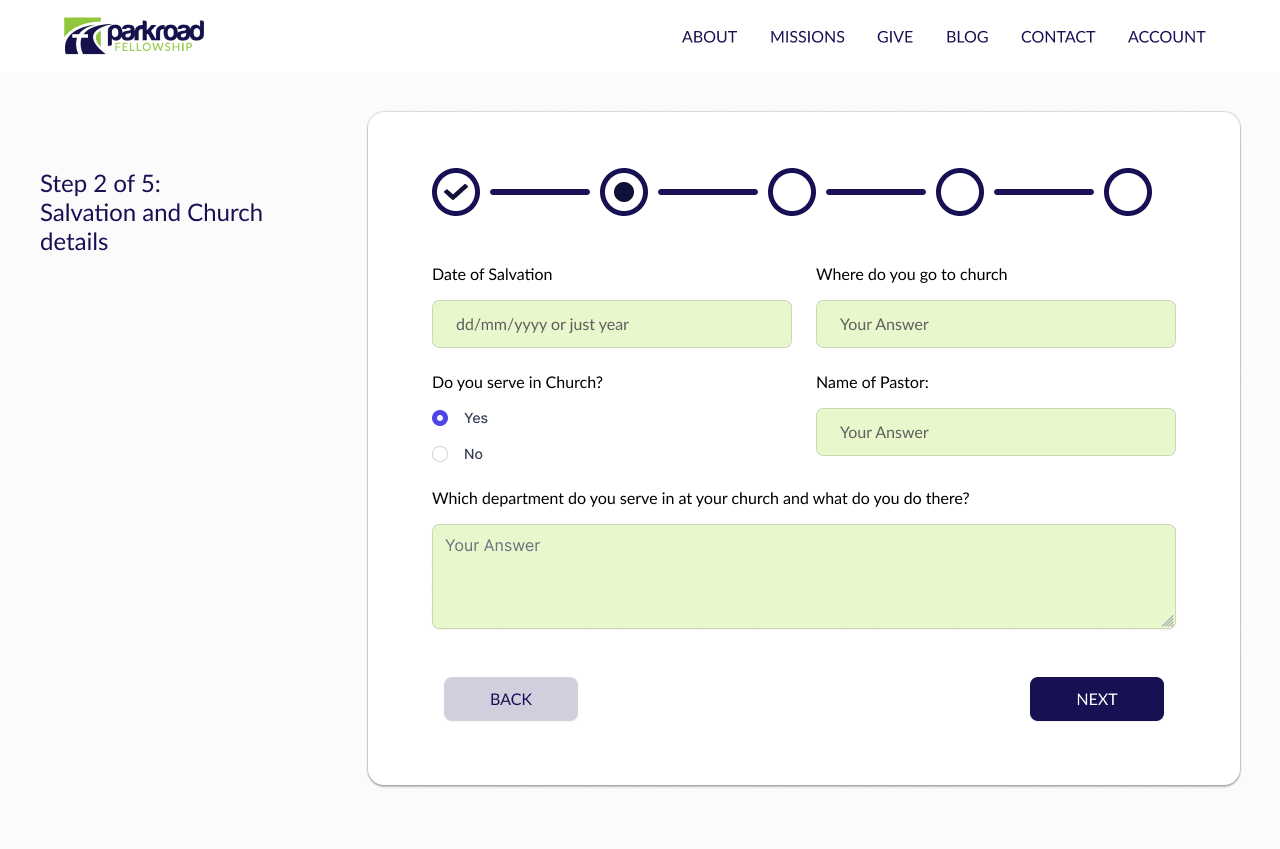 parkroad
FELLOWSHIP
ABOUT MISSIONS GIVE BLOG CONTACT ACCOUNT
Step 2 of 5:
Salvation and Church
details
Date of Salvation
dd/mm/yyyy or just year
Where do you go to church
Your Answer
Do you serve in Church?
Yes
No
Name of Pastor:
Your Answer
Which department do you serve in at your church and what do you do there?
Your Answer
BACK
NEXT